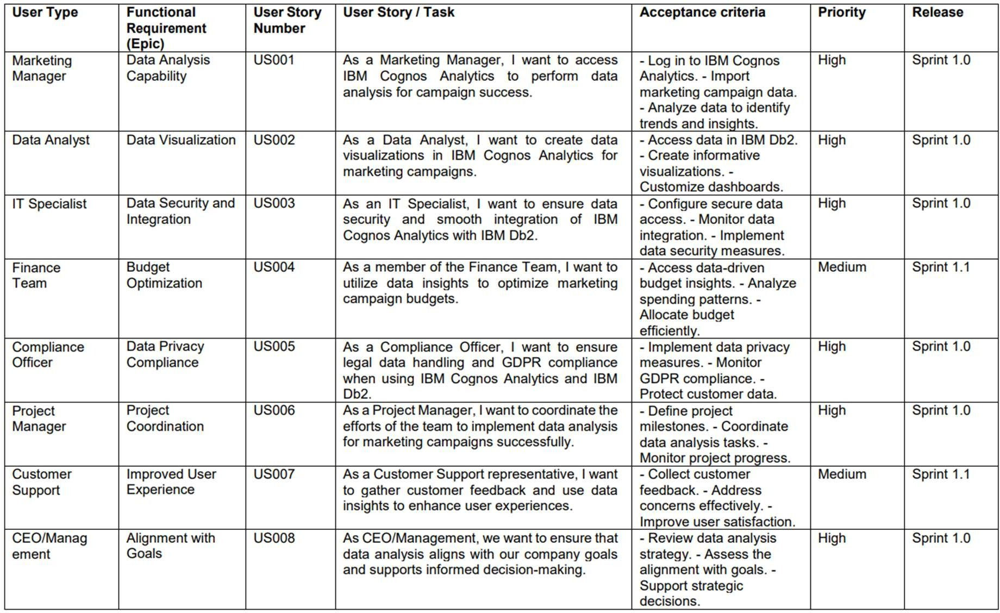 User Type
Functional
Requirement
(Epic)
User Story
Number
User Story / Task
Acceptance criteria
Priority
Release
Marketing
Manager
Data Analysis
Capability
US001
As a Marketing Manager, I want to access
IBM Cognos Analytics to perform data
analysis for campaign success.
- Log in to IBM Cognos
Analytics. - Import
marketing campaign data.
- Analyze data to identify
trends and insights.
High
Sprint 1.0
Data Analyst
Data Visualization
US002
As a Data Analyst, I want to create data
visualizations in IBM Cognos Analytics for
marketing campaigns.
- Access data in IBM Db2.
- Create informative
visualizations. -
Customize dashboards.
High
Sprint 1.0
IT Specialist
Data Security and
Integration
US003
As an IT Specialist, I want to ensure data
security and smooth integration of IBM
Cognos Analytics with IBM Db2.
- Configure secure data
access. - Monitor data
integration. - Implement
data security measures.
High
Sprint 1.0
Finance
Team
Budget
Optimization
US004
As a member of the Finance Team, I want to
utilize data insights to optimize marketing
campaign budgets.
- Access data-driven
budget insights. - Analyze
spending patterns. -
Allocate budget
efficiently.
Medium
Sprint 1.1
Compliance
Officer
Data Privacy
Compliance
US005
As a Compliance Officer, I want to ensure
legal data handling and GDPR compliance
when using IBM Cognos Analytics and IBM
Db2.
- Implement data privacy
measures. - Monitor
GDPR compliance. -
Protect customer data.
High
Sprint 1.0
Project
Manager
Project
Coordination
US006
As a Project Manager, I want to coordinate the
efforts of the team to implement data analysis
for marketing campaigns successfully.
- Define project
milestones. - Coordinate
data analysis tasks. -
Monitor project progress.
High
Sprint 1.0
Customer
Support
Improved User
Experience
US007
As a Customer Support representative, I want
to gather customer feedback and use data
insights to enhance user experiences.
- Collect customer
feedback. - Address
concerns effectively. -
Improve user satisfaction.
Medium
Sprint 1.1
CEO/Manag
ement
Alignment with
Goals
US008
As CEO/Management, we want to ensure that
data analysis aligns with our company goals
and supports informed decision-making.
- Review data analysis
strategy. - Assess the
alignment with goals. -
Support strategic
decisions.
High
Sprint 1.0